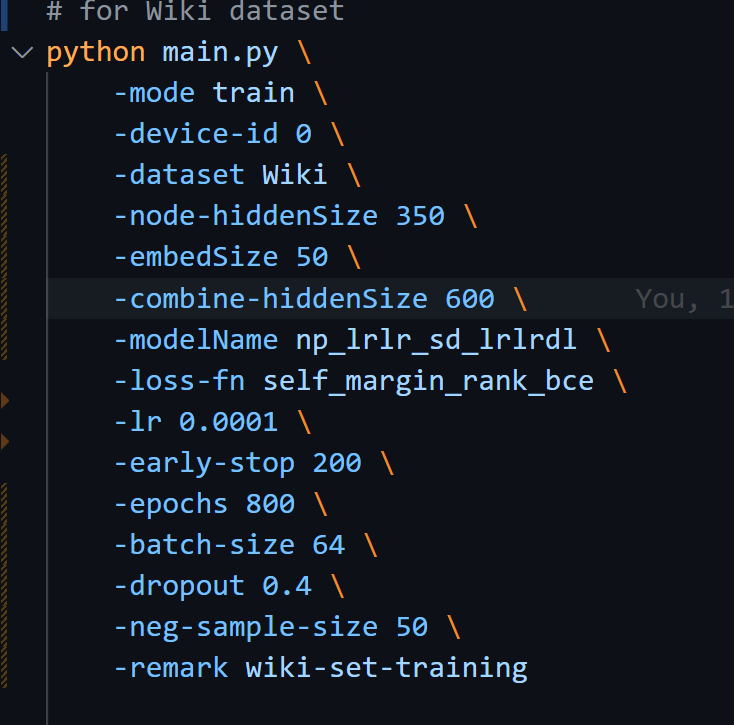 # for Wiki dataset
python main.py \
-mode train \
-device-id 0 \
-dataset Wiki \
-node-hiddenSize 350 \
-embedSize 50 \
-combine-hiddenSize 600 \ You, 1
-modelName np_lrlr_sd_lrlrdl \
-loss-fn self_margin_rank_bce \
-lr 0.0001 \
-early-stop 200 \
-epochs 800 \
-batch-size 64 \
-dropout 0.4 \
-neg-sample-size 50 \
-remark wiki-set-training